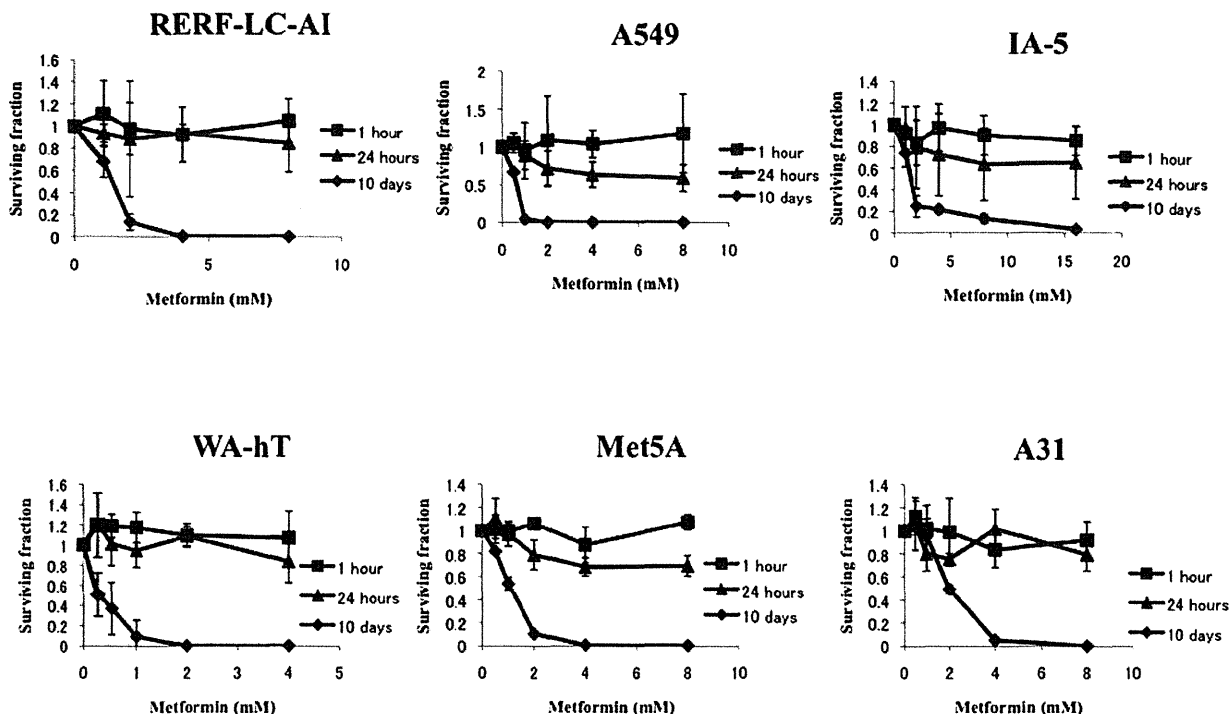 RERF-LC-AI
Surviving fraction
1.6
1.4
1.2
1
0.8
0.6
0.4
0.2
0
0 5 10
Metformin (mM)
1 hour
24 hours
10 days
A549
Surviving fraction
2
1.5
1
0.5
0
0 2 4 6 8 10
Metformin (mM)
1 hour
24 hours
10 days
IA-5
Surviving fraction
1.4
1.2
1
0.8
0.6
0.4
0.2
0
0 5 10 15 20
Metformin (mM)
1 hour
24 hours
10 days
WA-hT
Surviving fraction
1.6
1.4
1.2
1
0.8
0.6
0.4
0.2
0
0 1 2 3 4 5
Metformin (mM)
1 hour
24 hours
10 days
Met5A
Surviving fraction
1.4
1.2
1
0.8
0.6
0.4
0.2
0
0 2 4 6 8 10
Metformin (mM)
1 hour
24 hours
10 days
A31
Surviving fraction
1.4
1.2
1
0.8
0.6
0.4
0.2
0
0 2 4 6 8 10
Metformin (mM)
1 hour
24 hours
10 days